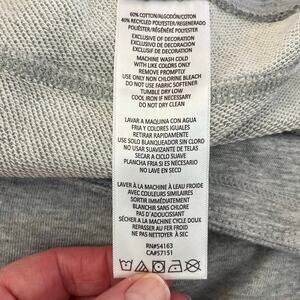 60% COTTON/ALGODÓN/COTON
40% RECYCLED POLYESTER/REGENERADO
POLIÉSTER/RÉGÉNÉRÉ POLYESTER
EXCLUSIVE OF DECORATION
EXCLUSIVO DE DECORACION
EXCLUSIF DE DECORATION
MACHINE WASH COLD
WITH LIKE COLORS ONLY
REMOVE PROMPTLY
USE ONLY NON CHLORINE BLEACH
DO NOT USE FABRIC SOFTENER
TUMBLE DRY LOW
COOL IRON IF NECESSARY
DO NOT DRY CLEAN
LAVAR A MAQUINA CON AGUA
FRIA Y COLORES IGUALES
RETIRAR RAPIDAMENTE
USE SOLO BLANQUEADOR SIN CLORO
NO USAR SUAVIZANTE DE TELAS
SECAR A CICLO SUAVE
PLANCHA FRIA SI ES NECESARIO
NO LAVAR EN SECO
LAVER À LA MACHINE À L'EAU FROIDE
AVEC COULEURS SIMILAIRES
SORTIR IMMÉDIATEMENT
BLANCHIR SANS CHLORE
PAS D'ADOUCISSANT
SÉCHER A LA MACHINE CYCLE DOUX
REPASSER AU FER FROID
NE PAS NETTOYER À SEC
RN#54163
CA#57151